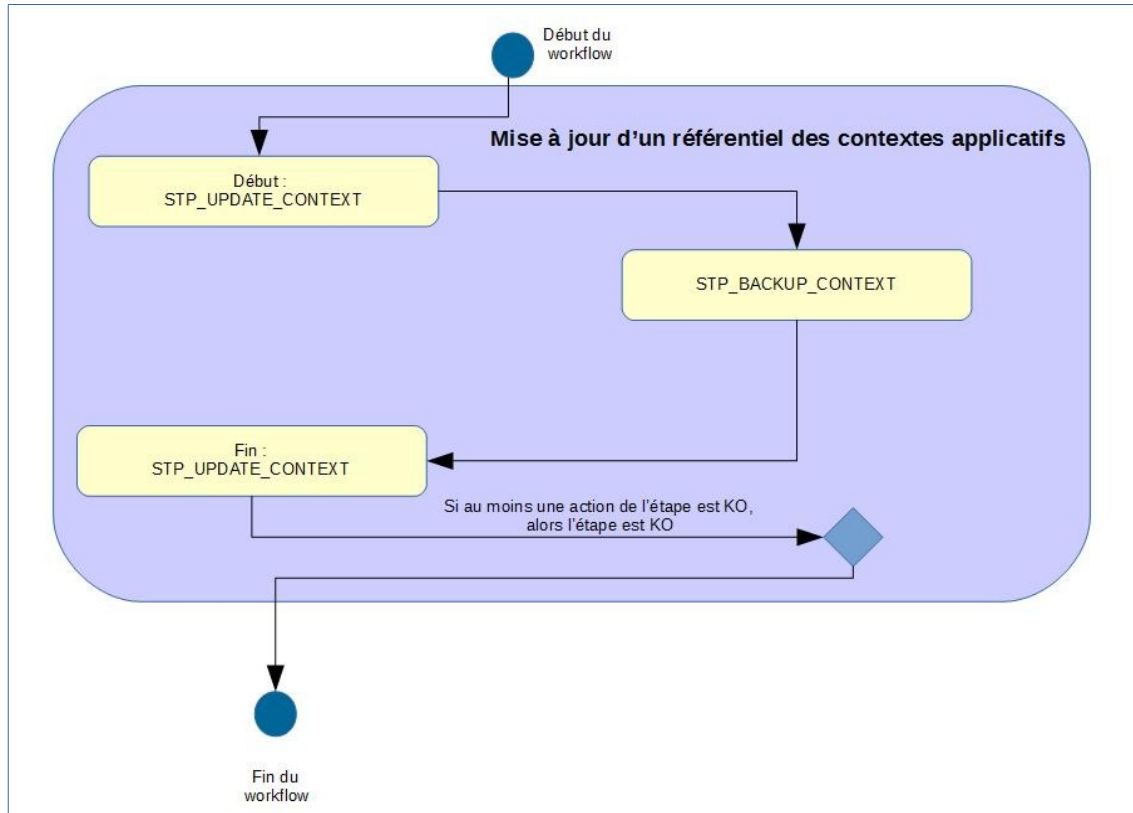 Début du
workflow
Mise à jour d’un référentiel des contextes applicatifs
Début :
STP_UPDATE_CONTEXT
STP_BACKUP_CONTEXT
Fin :
STP_UPDATE_CONTEXT
Si au moins une action de l’étape est KO,
alors l’étape est KO
Fin du
workflow